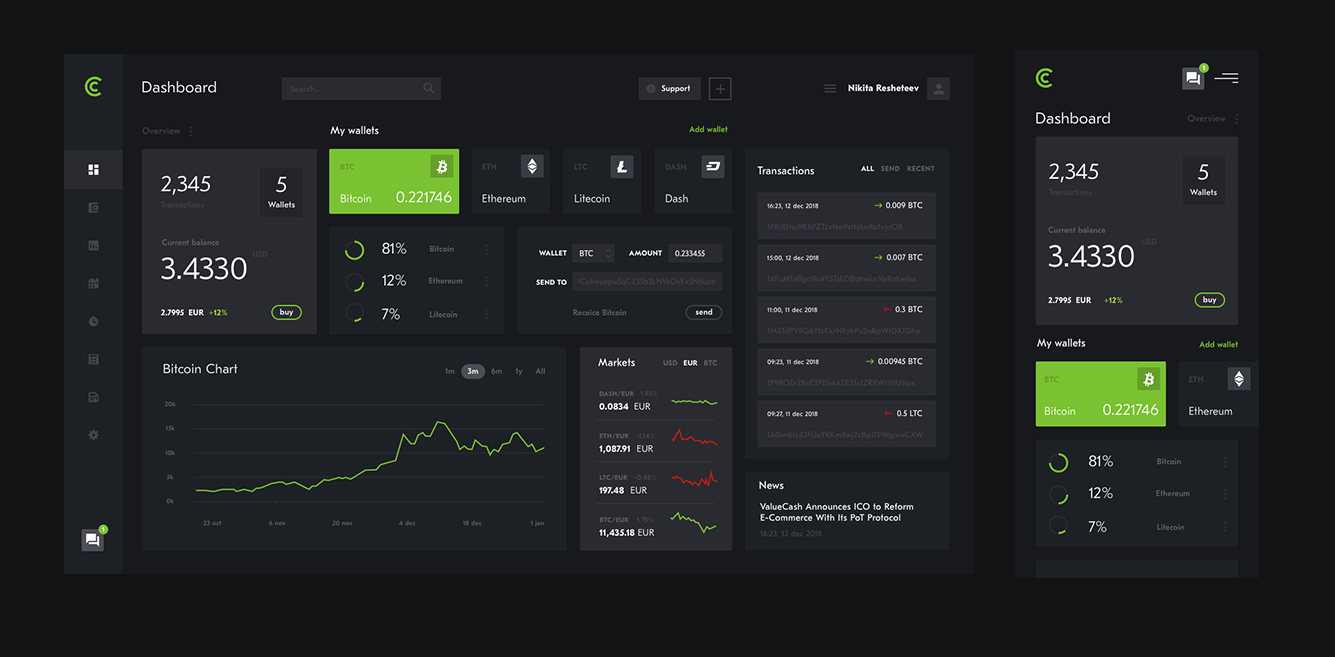 Dashboard
Search...
Support
Nikita Resheteev
Overview
2,345
Transactions
5
Wallets
Current balance
3.4330
USD
2.7995 EUR +12%
buy
My wallets
Add wallet
BTC
Bitcoin 0.221746
ETH
Ethereum
LTC
Litecoin
DASH
Dash
81% Bitcoin
12% Ethereum
7% Litecoin
WALLET BTC AMOUNT 0.233455
SEND TO
Receice Bitcoin
send
Transactions
ALL SEND RECENT
16:23, 12 dec 2018 → 0.009 BTC
15:00, 12 dec 2018 → 0.007 BTC
11:00, 11 dec 2018 ← 0.3 BTC
09:23, 11 dec 2018 → 0.00945 BTC
09:27, 11 dec 2018 ← 0.5 LTC
Bitcoin Chart
1m 3m 6m 1y All
20k
15k
10k
5k
0k
23 oct 6 nov 20 nov 4 dec 18 dec 1 jan
Markets
USD EUR BTC
DASH/EUR 1.93%
0.0834 EUR
ETH/EUR -1.14%
1,087.91 EUR
LTC/EUR -0.48%
197.48 EUR
BTC/EUR 1.75%
11,435.18 EUR
News
ValueCash Announces ICO to Reform
E-Commerce With Its PoT Protocol
16:23, 12 dec 2018
1
1
Dashboard
Overview
2,345
Transactions
5
Wallets
Current balance
3.4330
USD
2.7995 EUR +12%
buy
My wallets
Add wallet
BTC
Bitcoin 0.221746
ETH
Ethereum
81% Bitcoin
12% Ethereum
7% Litecoin